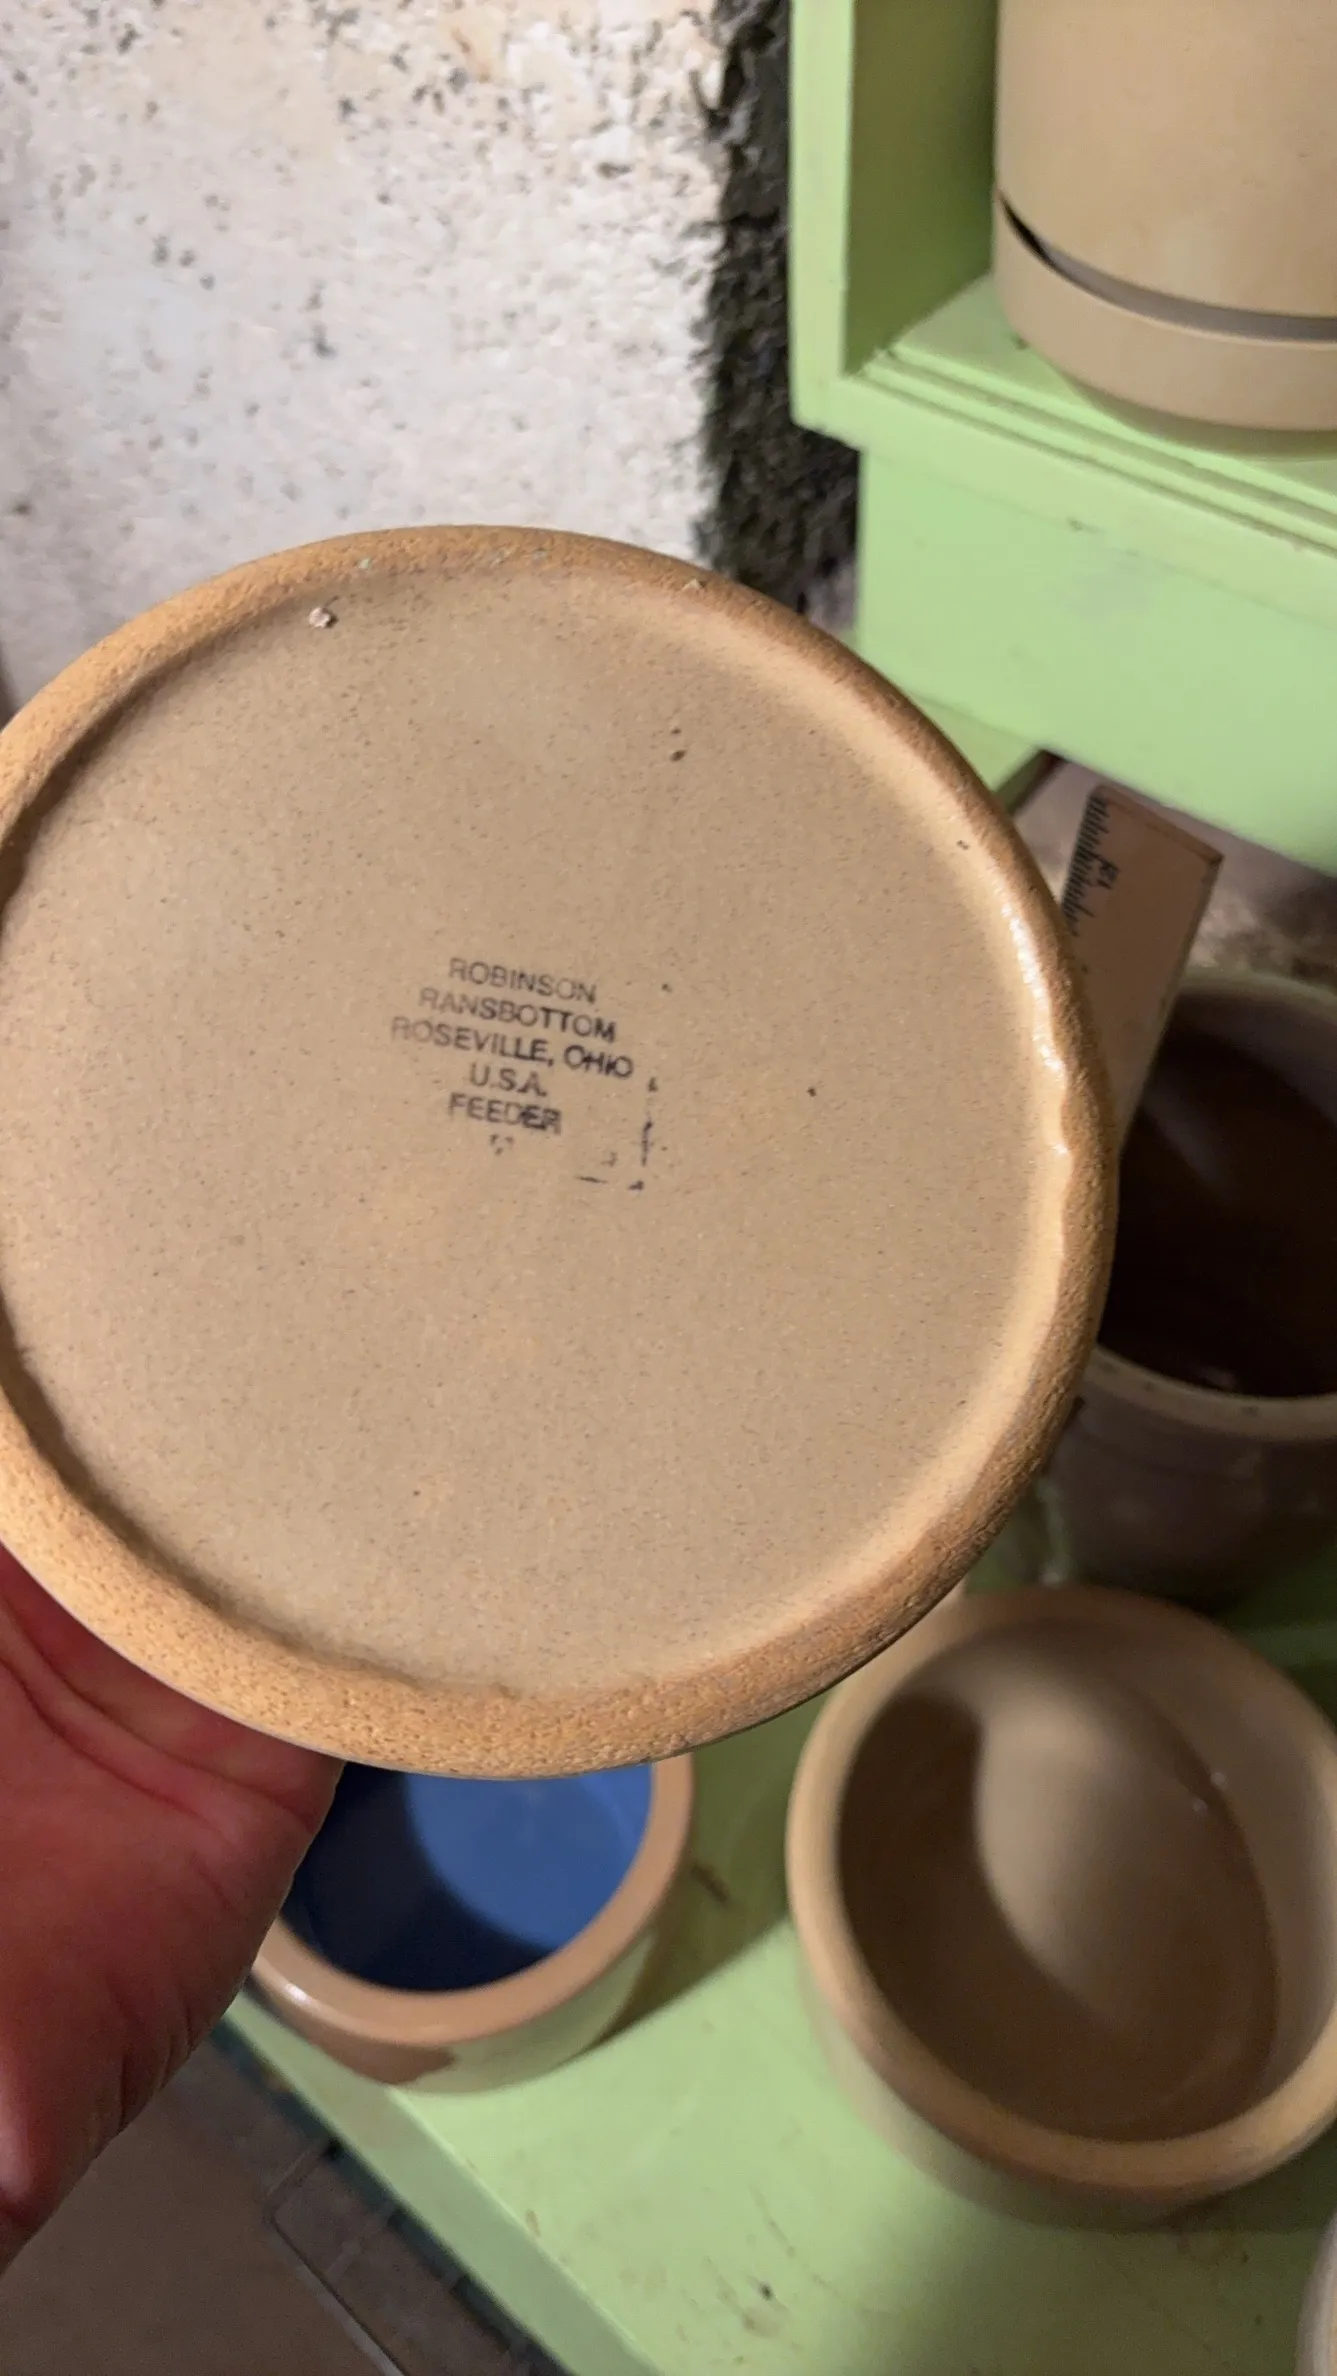 ROBINSON
RANSBOTTOM
ROSEVILLE, OHIO
U.S.A.
FEEDER